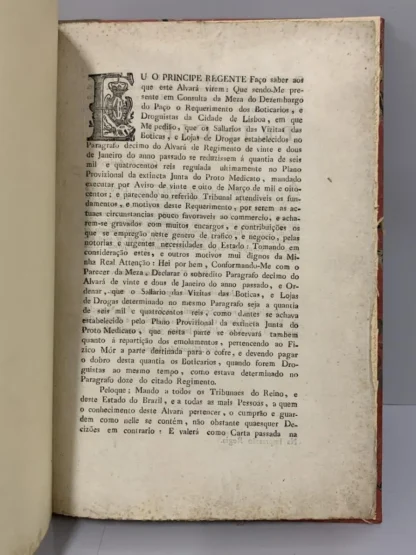 EU O PRINCIPE REGENTE Faço saber aos
que este Alvará virem: Que sendo-Me pre-
sente em Consulta da Meza do Dezembargo
do Paço o Requerimento dos Boticarios, e
Droguistas da Cidade de Lisboa, em que
Me pedião, que os Sallarios das Vizitas das
Boticas, e Lojas de Drogas estabelecidos no
Paragrafo decimo do Alvará de Regimento de vinte e dous
de Janeiro do anno passado se reduzissem á quantia de seis
mil e quatrocentos reis regulada ultimamente no Plano
Provisional da extincta Junta do Proto Medicato, mandado
executar por Aviso de vinte e oito de Março de mil e oito-
centos; e parecendo ao referido Tribunal attendiveis os fun-
damentos, e motivos deste Requerimento, por serem as ac-
tuaes circunstancias pouco favoraveis ao commercio, e acha-
rem-se gravados com muitos encargos, e contribuições os
que se empregão neste genero de trafico, e negocio, pelas
notorias e urgentes necessidades do Estado: Tomando em
consideração estes, e outros motivos mui dignos da Mi-
nha Real Attenção: Hei por bem, Conformando-Me com o
Parecer da Meza, Declarar o sobredito Paragrafo decimo do
Alvará de vinte e dous de Janeiro do anno passado, e Or-
denar, que o Sallario das Vizitas das Boticas, e Lojas
de Drogas determinado no mesmo Paragrafo seja a quantia
de seis mil e quatrocentos reis, como dantes se achava
estabelecido pelo Plano Provisional da extincta Junta do
Proto Medicato, que nesta parte se observará tambem
quanto á repartição dos emolumentos, pertencendo ao Fi-
zico Mór a parte destinada para o cofre, e devendo pagar
o dobro desta quantia os Boticarios, quando forem Dro-
guistas ao mesmo tempo, como estava determinado no
Paragrafo doze do citado Regimento.
Peloque; Mando a todos os Tribunaes do Reino, e
deste Estado do Brazil, e a todas as mais Pessoas, a quem
o conhecimento deste Alvará pertencer, o cumprão e guar-
dem como nelle se contém, não obstante quaesquer De-
cizões em contrario: E valerá como Carta passada na